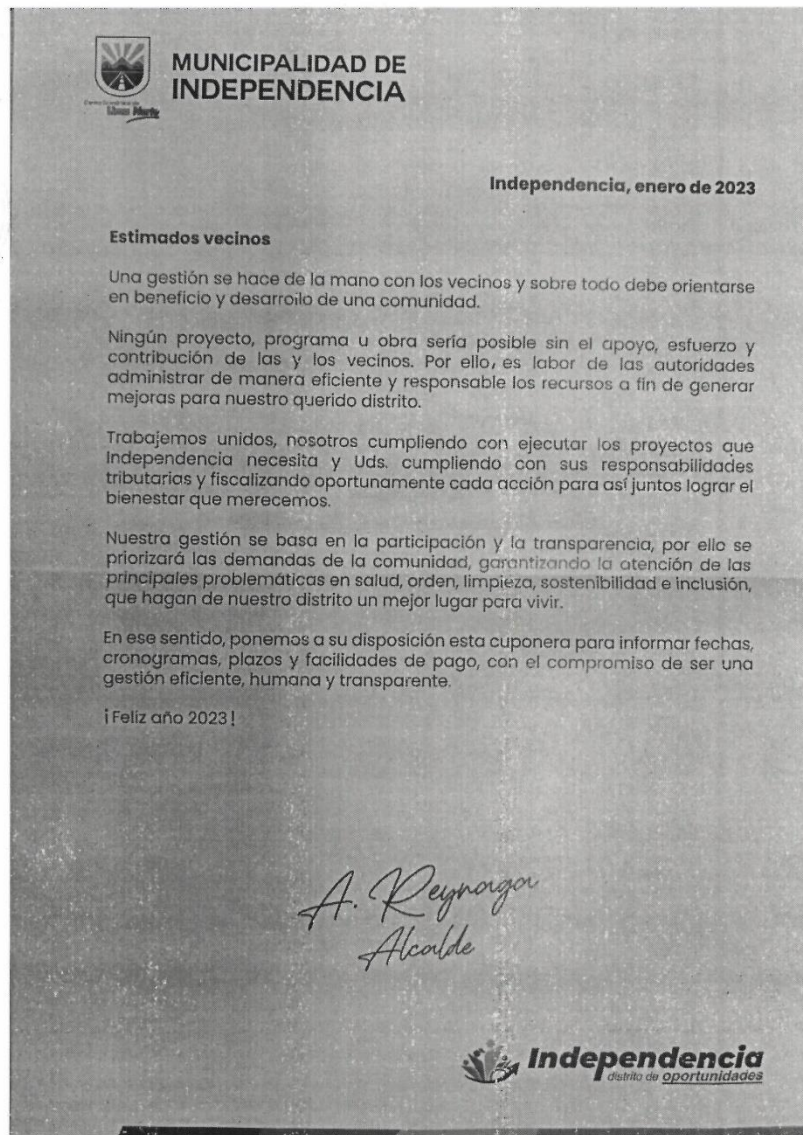 MUNICIPALIDAD DE
INDEPENDENCIA
Lima Norte
Independencia, enero de 2023
Estimados vecinos
Una gestión se hace de la mano con los vecinos y sobre todo debe orientarse
en beneficio y desarrollo de una comunidad.
Ningún proyecto, programa u obra sería posible sin el apoyo, esfuerzo y
contribución de las y los vecinos. Por ello, es labor de las autoridades
administrar de manera eficiente y responsable los recursos a fin de generar
mejoras para nuestro querido distrito.
Trabajemos unidos, nosotros cumpliendo con ejecutar los proyectos que
Independencia necesita y Uds. cumpliendo con sus responsabilidades
tributarias y fiscalizando oportunamente cada acción para así juntos lograr el
bienestar que merecemos.
Nuestra gestión se basa en la participación y la transparencia, por ello se
priorizará las demandas de la comunidad, garantizando la atención de las
principales problemáticas en salud, orden, limpieza, sostenibilidad e inclusión,
que hagan de nuestro distrito un mejor lugar para vivir.
En ese sentido, ponemos a su disposición esta cuponera para informar fechas,
cronogramas, plazos y facilidades de pago, con el compromiso de ser una
gestión eficiente, humana y transparente.
¡Feliz año 2023!
A. Reynaga
Alcalde
Independencia
distrito de oportunidades